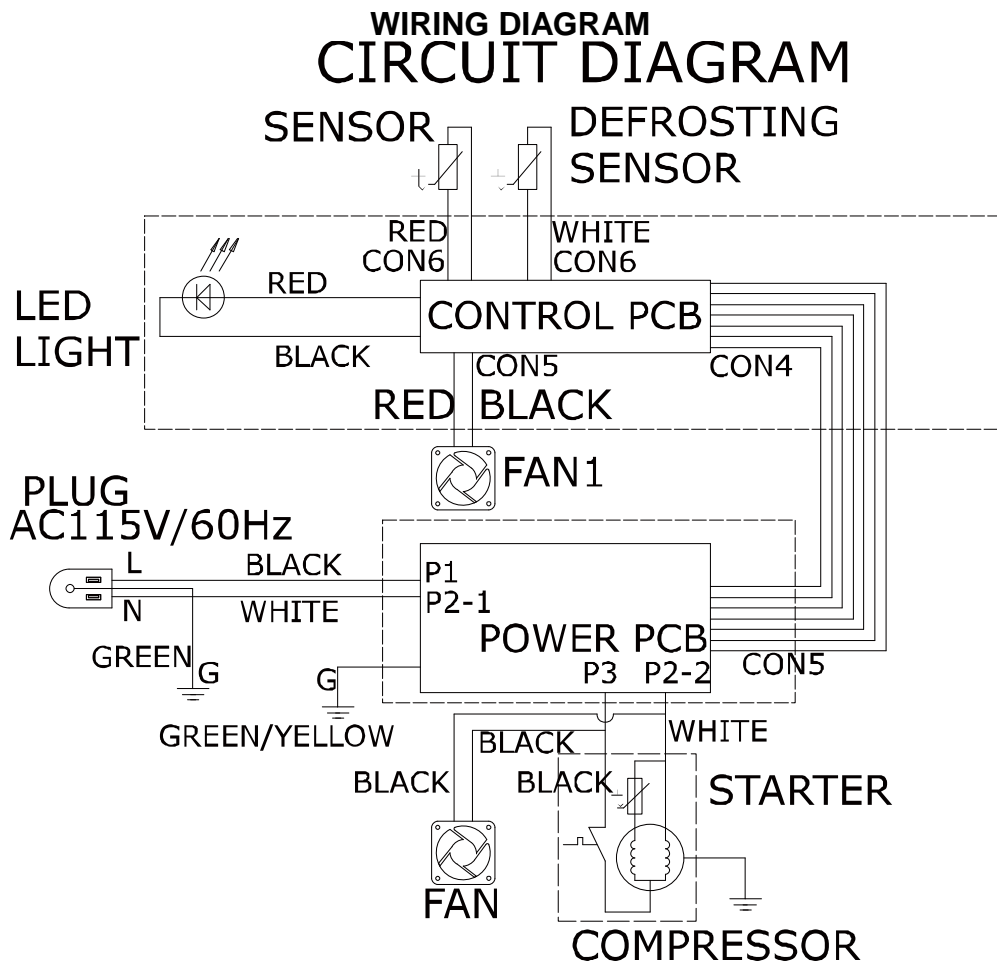 WIRING DIAGRAM
CIRCUIT DIAGRAM
SENSOR
DEFROSTING
SENSOR
RED
CON6
WHITE
CON6
LED
LIGHT
RED
BLACK
CONTROL PCB
CON5
CON4
RED BLACK
FAN1
PLUG
AC115V/60Hz
L
BLACK
N
WHITE
GREEN
G
P1
P2-1
POWER PCB
P3 P2-2
CON5
G
GREEN/YELLOW
WHITE
BLACK
BLACK
BLACK
STARTER
FAN
COMPRESSOR